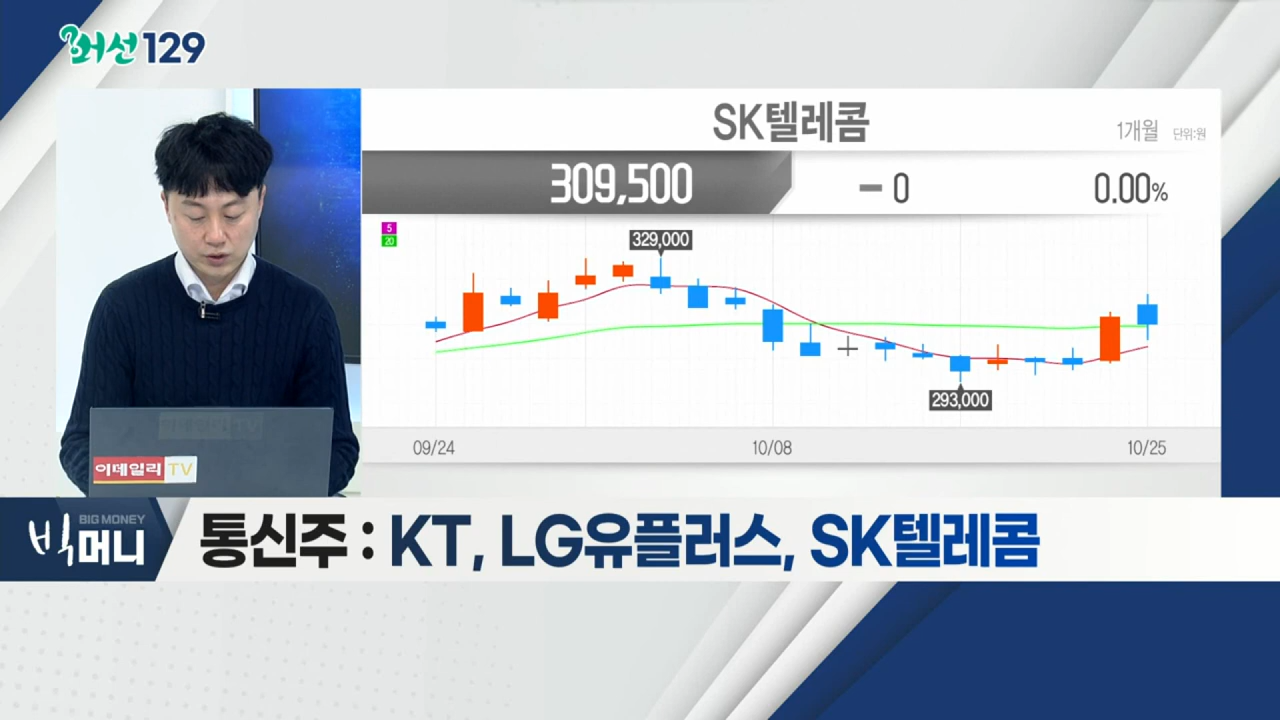 머선129
SK텔레콤
1개월 단위:원
309,500 - 0 0.00%
5
20
329,000
293,000
09/24 10/08 10/25
이데일리TV
BIG MONEY
빅머니
통신주 : KT, LG유플러스, SK텔레콤